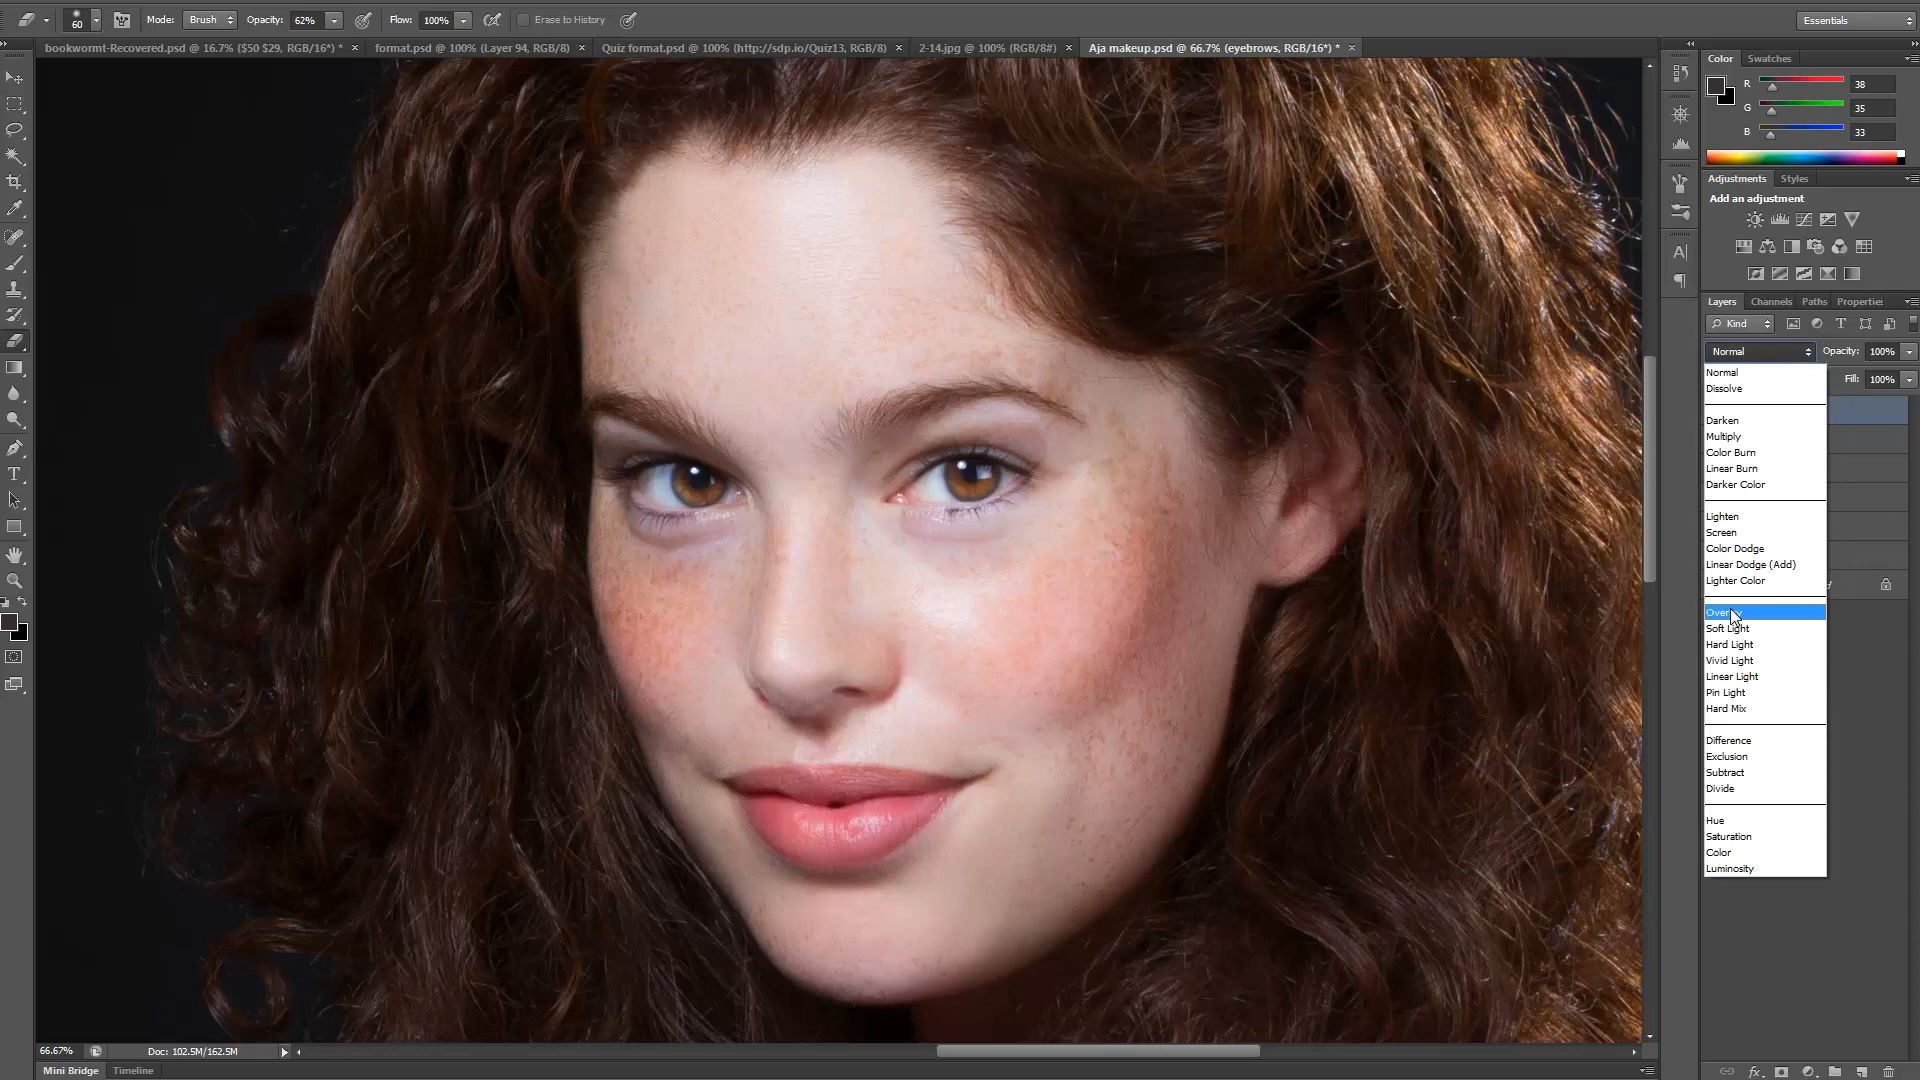 60 Mode: Brush Opacity: 62% Flow: 100% Erase to History Essentials
bookwormt-Recovered.psd @ 16.7% ($50 $29, RGB/16*) * × format.psd @ 100% (Layer 94, RGB/8) × Quiz format.psd @ 100% (http://sdp.io/Quiz13, RGB/8) × 2-14.jpg @ 100% (RGB/8#) × Aja makeup.psd @ 66.7% (eyebrows, RGB/16*) * ×
Color Swatches
R 38
G 35
B 33
Adjustments Styles
Add an adjustment
Layers Channels Paths Properties
Kind
Normal Opacity: 100%
Fill: 100%
Normal
Dissolve
Darken
Multiply
Color Burn
Linear Burn
Darker Color
Lighten
Screen
Color Dodge
Linear Dodge (Add)
Lighter Color
Overlay
Soft Light
Hard Light
Vivid Light
Linear Light
Pin Light
Hard Mix
Difference
Exclusion
Subtract
Divide
Hue
Saturation
Color
Luminosity
66.67% Doc: 102.5M/162.5M
Mini Bridge Timeline